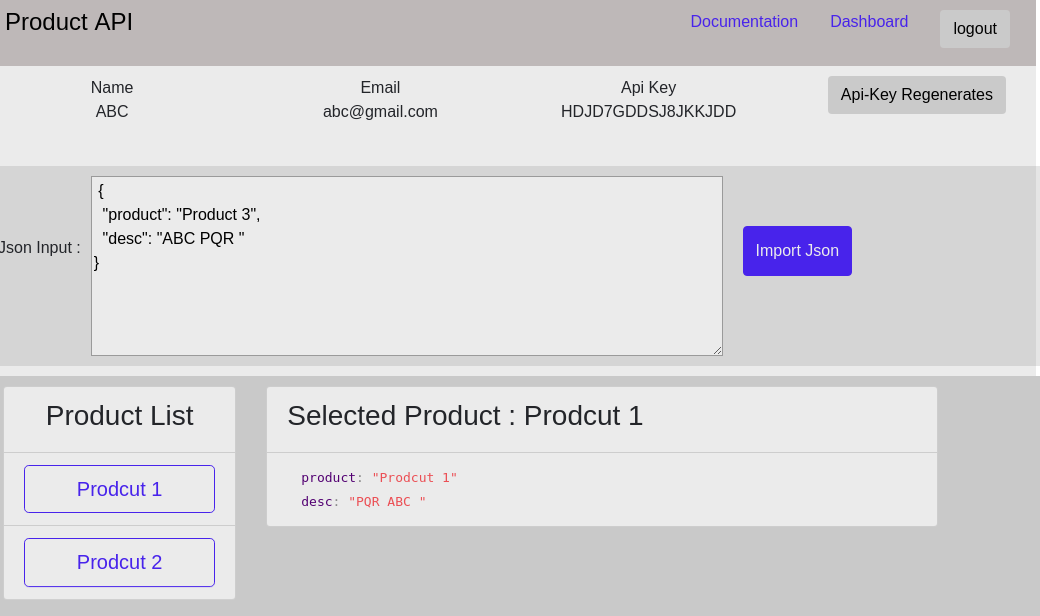 Product API
Documentation
Dashboard
logout
Name
Email
Api Key
Api-Key Regenerates
ABC
abc@gmail.com
HDJD7GDDSJ8JKKJDD
Json Input :
{
"product": "Product 3",
"desc": "ABC PQR "
}
Import Json
Product List
Prodcut 1
Prodcut 2
Selected Product : Prodcut 1
product: "Prodcut 1"
desc: "PQR ABC "